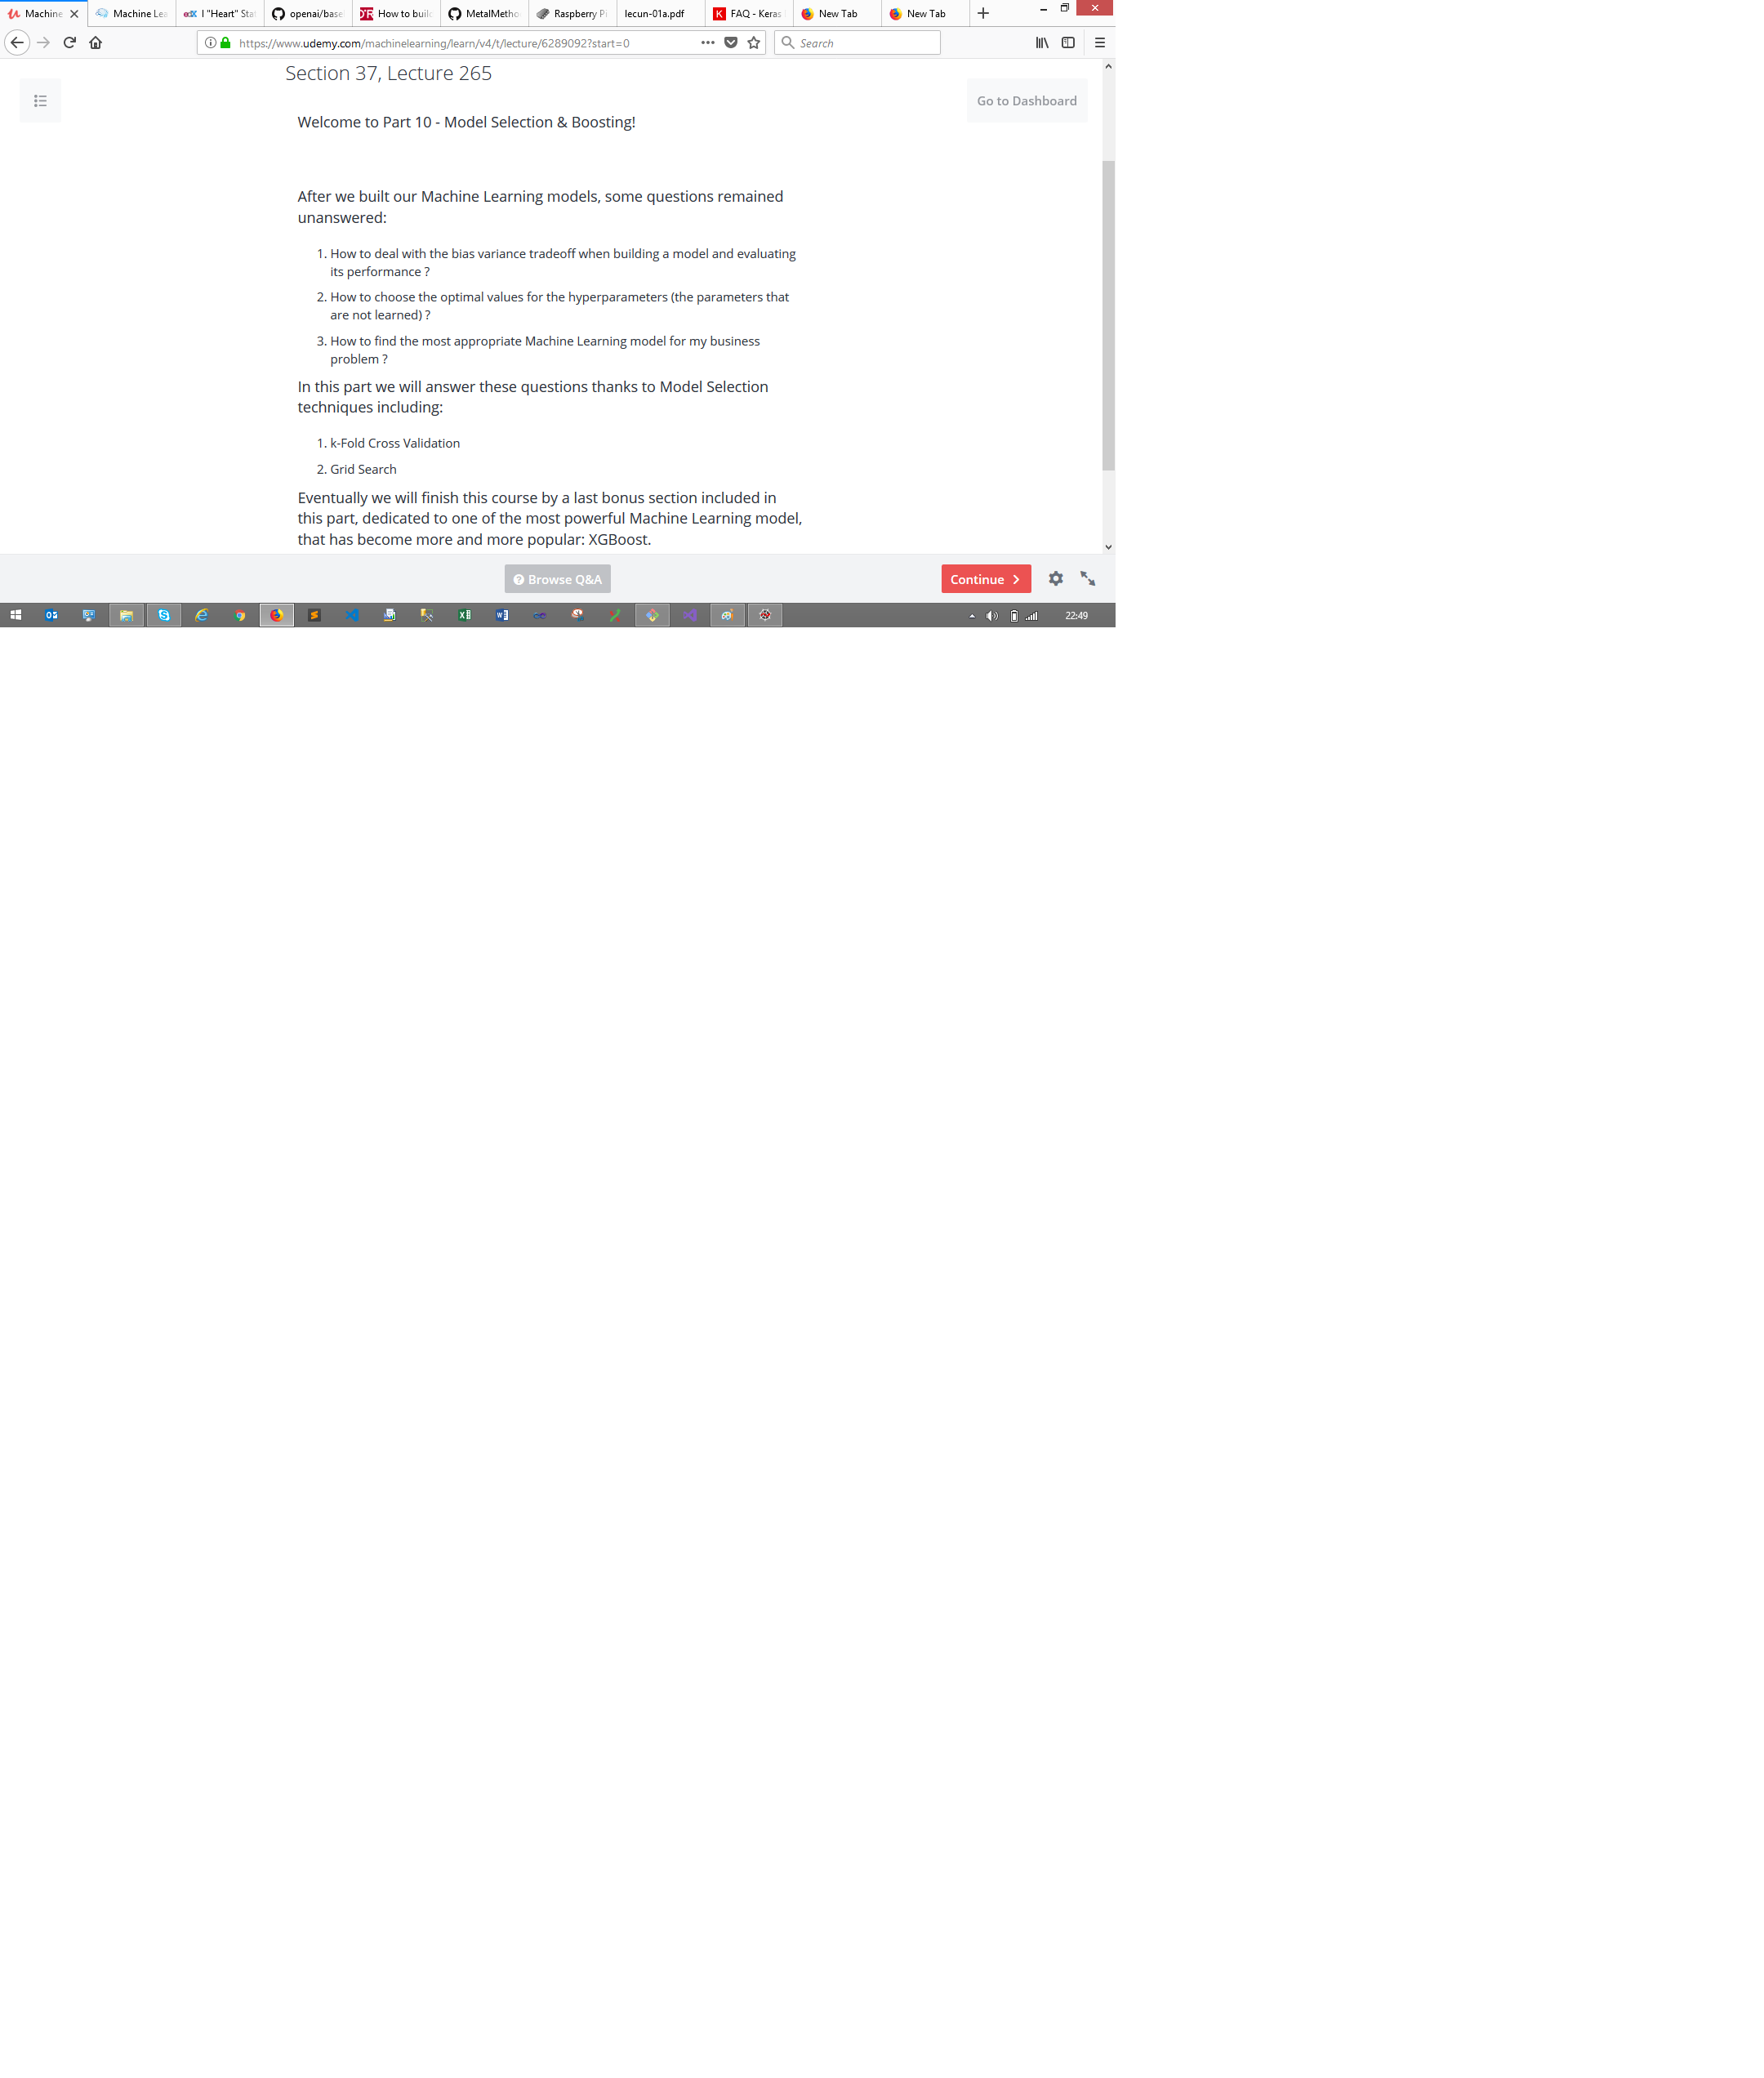 Machine
Machine Lea
I "Heart" Stat
openai/basel
How to build
MetalMetho
Raspberry Pi
lecun-01a.pdf
FAQ - Keras
New Tab
New Tab
https://www.udemy.com/machinelearning/learn/v4/t/lecture/6289092?start=0
Search
Section 37, Lecture 265
Go to Dashboard
Welcome to Part 10 - Model Selection & Boosting!
After we built our Machine Learning models, some questions remained
unanswered:
1. How to deal with the bias variance tradeoff when building a model and evaluating
its performance ?
2. How to choose the optimal values for the hyperparameters (the parameters that
are not learned) ?
3. How to find the most appropriate Machine Learning model for my business
problem ?
In this part we will answer these questions thanks to Model Selection
techniques including:
1. k-Fold Cross Validation
2. Grid Search
Eventually we will finish this course by a last bonus section included in
this part, dedicated to one of the most powerful Machine Learning model,
that has become more and more popular: XGBoost.
Browse Q&A
Continue
22:49